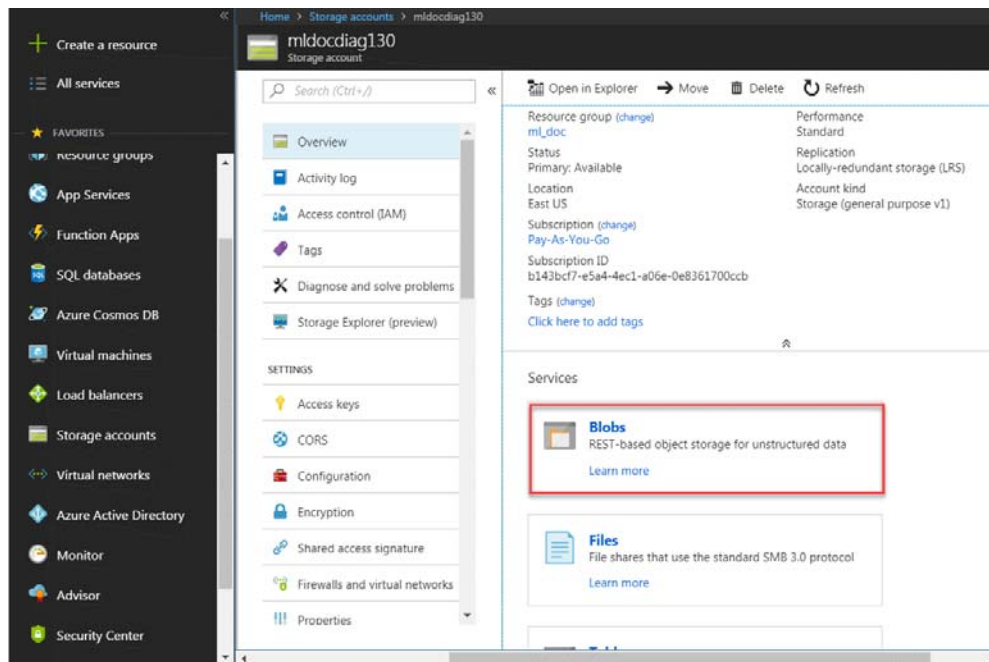 Home > Storage accounts > mldocdiag130
mldocdiag130
Storage account
Create a resource
All services
FAVORITES
Resource groups
App Services
Function Apps
SQL databases
Azure Cosmos DB
Virtual machines
Load balancers
Storage accounts
Virtual networks
Azure Active Directory
Monitor
Advisor
Security Center
Search (Ctrl+/)
Overview
Activity log
Access control (IAM)
Tags
Diagnose and solve problems
Storage Explorer (preview)
SETTINGS
Access keys
CORS
Configuration
Encryption
Shared access signature
Firewalls and virtual networks
Properties
Open in Explorer Move Delete Refresh
Resource group (change)
ml_doc
Status
Primary: Available
Location
East US
Subscription (change)
Pay-As-You-Go
Subscription ID
b143bcf7-e5a4-4ec1-a06e-0e8361700ccb
Tags (change)
Click here to add tags
Performance
Standard
Replication
Locally-redundant storage (LRS)
Account kind
Storage (general purpose v1)
Services
Blobs
REST-based object storage for unstructured data
Learn more
Files
File shares that use the standard SMB 3.0 protocol
Learn more